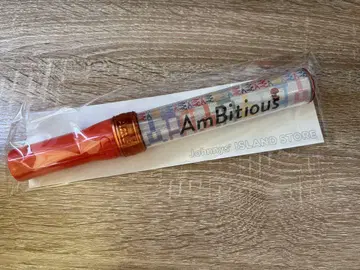 AmBitious
Johnnys' ISLAND STORE